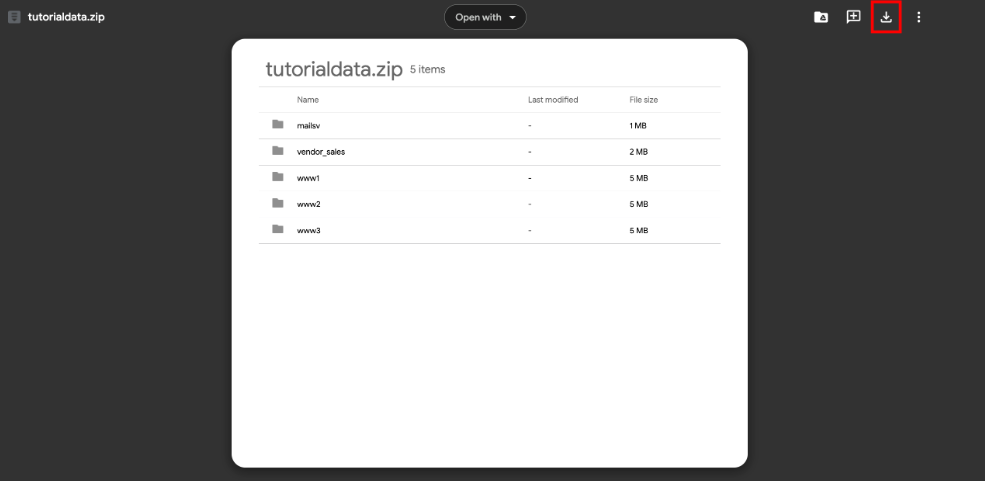 tutorialdata.zip
Open with
tutorialdata.zip 5 items
Name Last modified File size
mailsv - 1 MB
vendor_sales - 2 MB
www1 - 5 MB
www2 - 5 MB
www3 - 5 MB